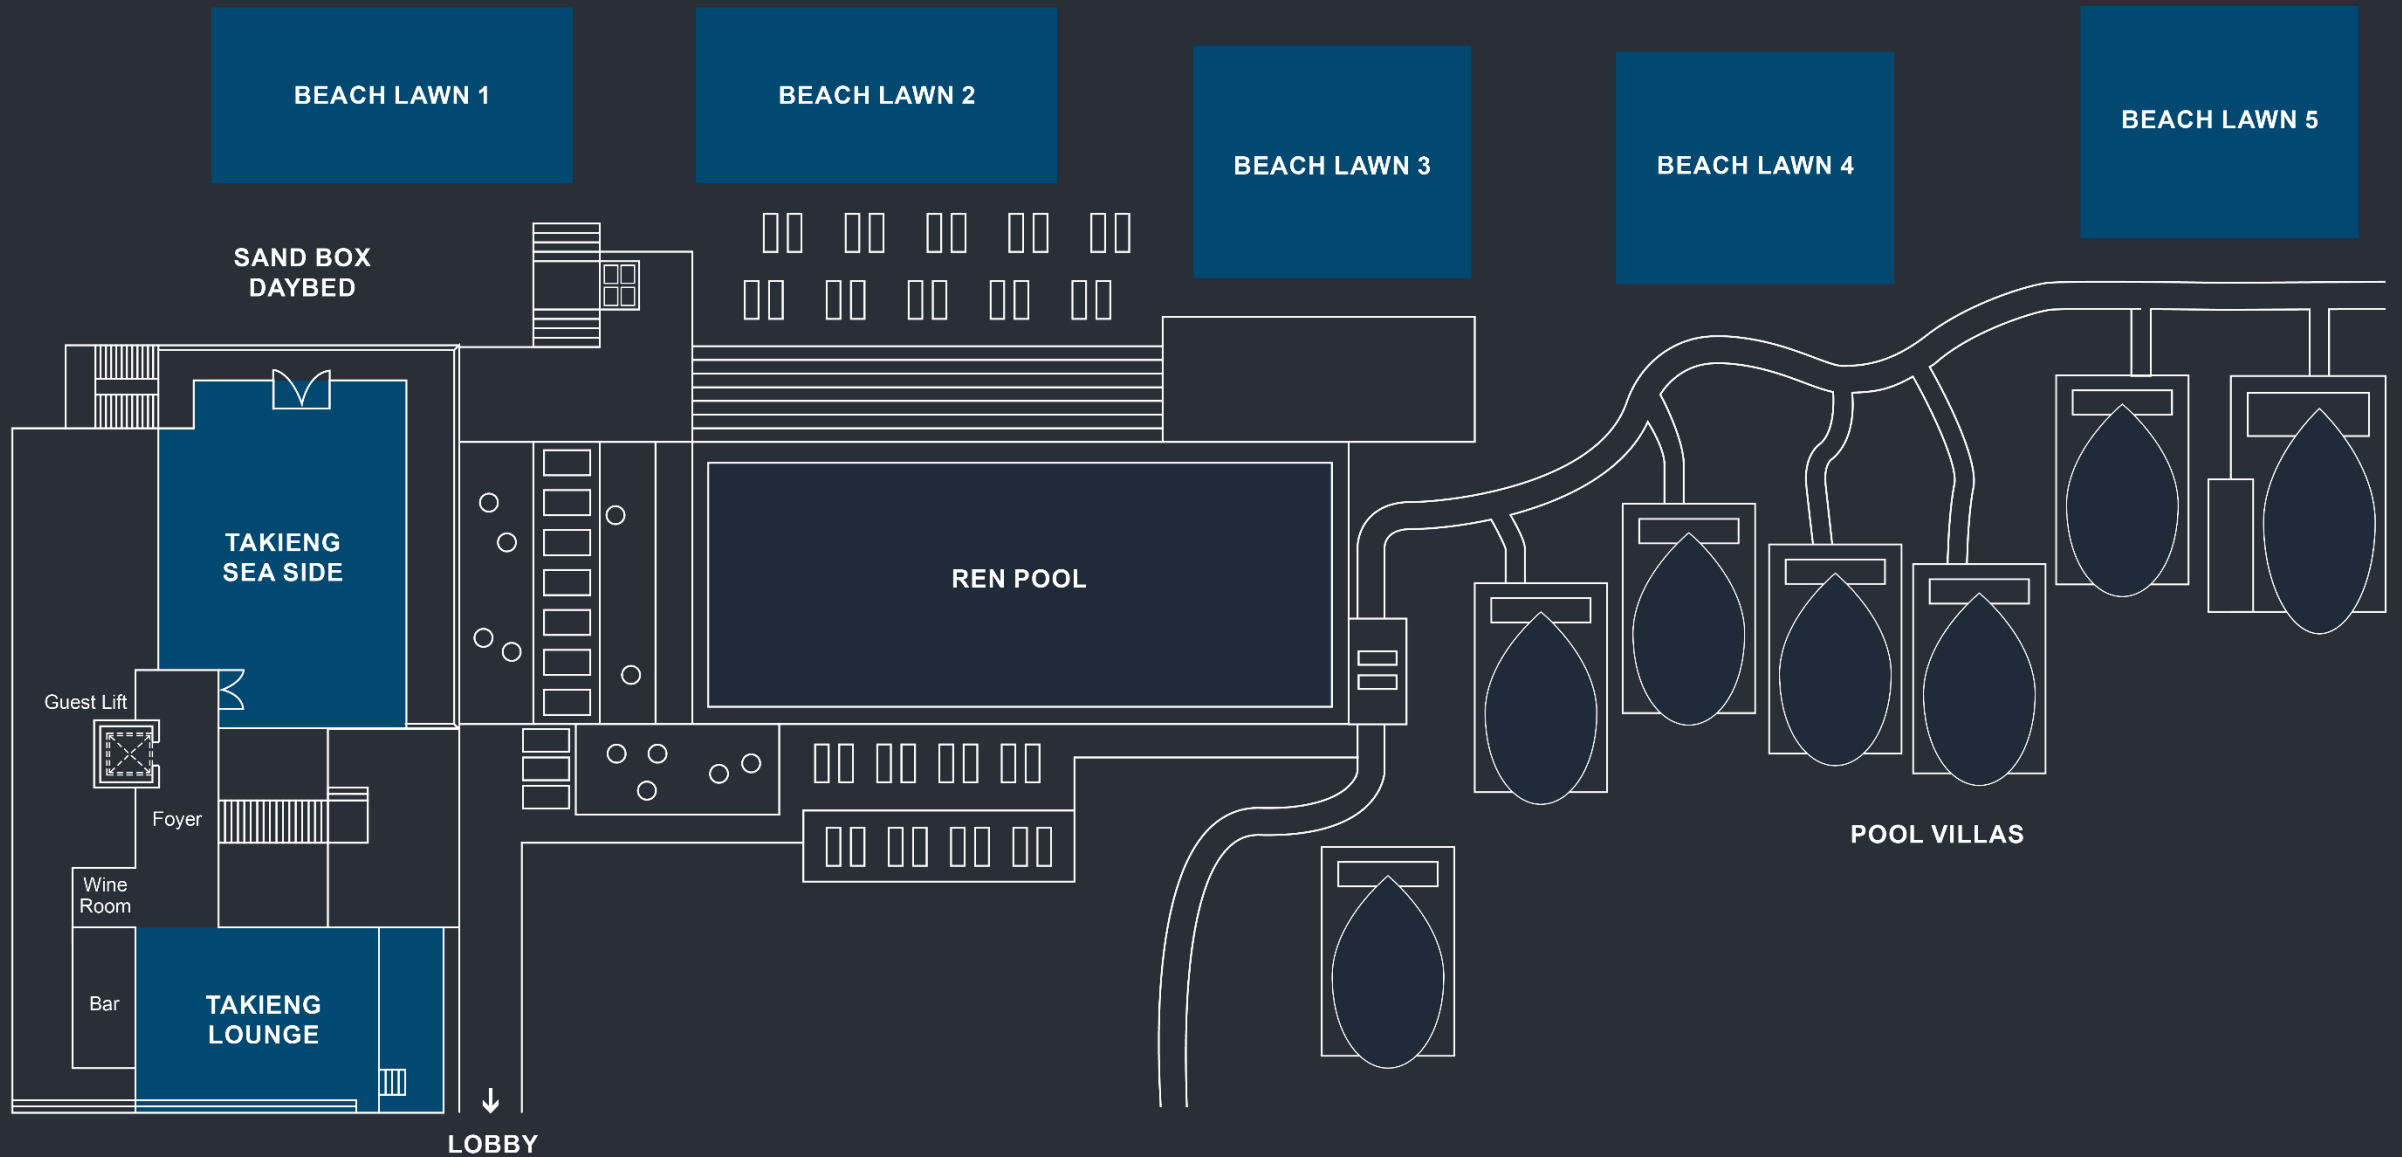 BEACH LAWN 1
BEACH LAWN 2
BEACH LAWN 3
BEACH LAWN 4
BEACH LAWN 5
SAND BOX
DAYBED
TAKIENG
SEA SIDE
REN POOL
Guest Lift
Foyer
POOL VILLAS
Wine
Room
Bar
TAKIENG
LOUNGE
LOBBY